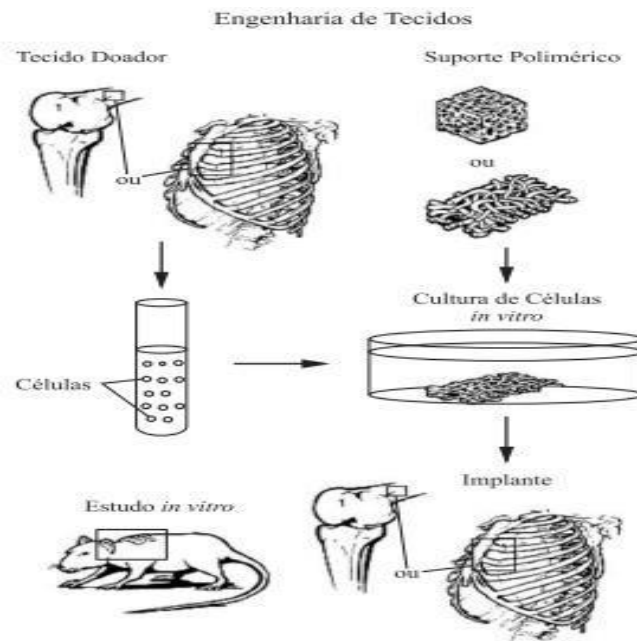 Engenharia de Tecidos
Tecido Doador
Suporte Polimérico
ou
ou
Cultura de Células
in vitro
Células
Implante
Estudo in vitro
ou